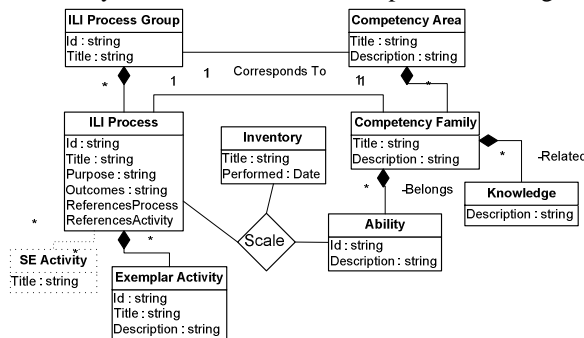 ILI Process Group
Id : string
Title : string
Competency Area
Title : string
Description : string
*
1
1
Corresponds To
1
1
*
ILI Process
Id : string
Title : string
Purpose : string
Outcomes : string
ReferencesProcess
ReferencesActivity
Inventory
Title : string
Performed : Date
Competency Family
Title : string
Description : string
*
-Related
Knowledge
Description : string
*
-Belongs
Scale
Ability
Id : string
Description : string
*
*
*
SE Activity
Title : string
Exemplar Activity
Id : string
Title : string
Description : string